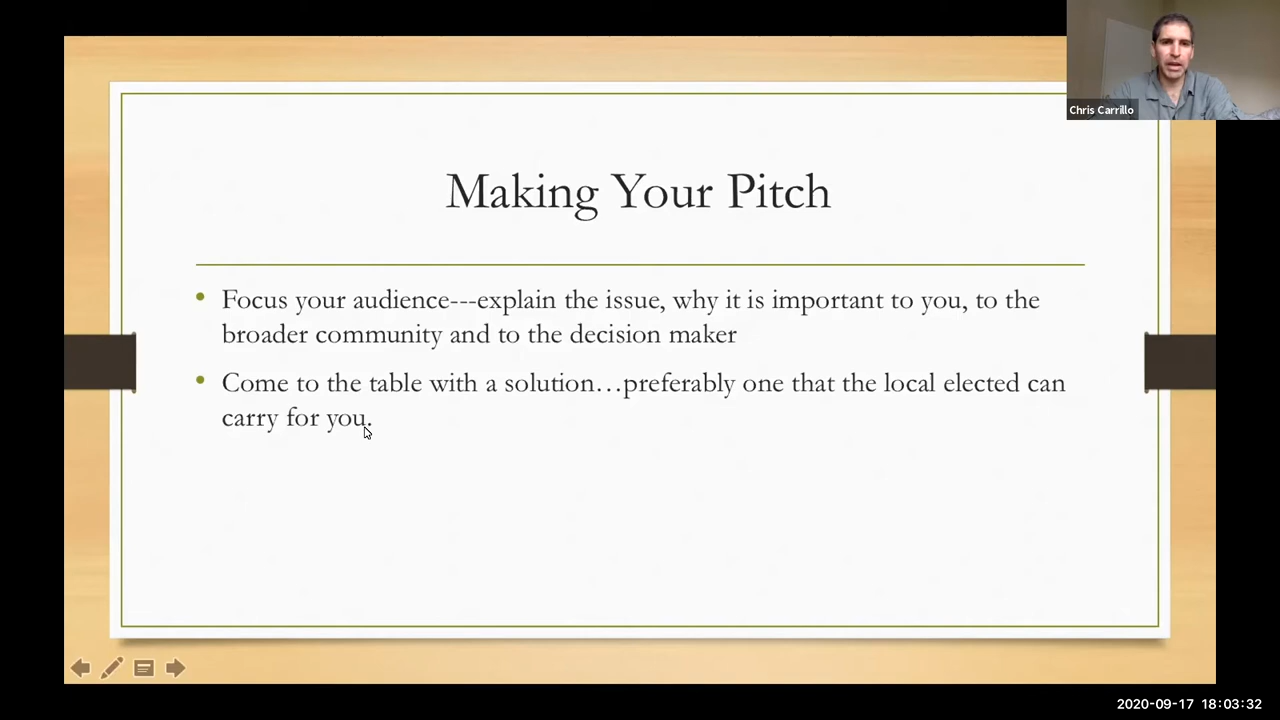 Chris Carrillo
Making Your Pitch
• Focus your audience---explain the issue, why it is important to you, to the
broader community and to the decision maker
• Come to the table with a solution…preferably one that the local elected can
carry for you.
2020-09-17 18:03:32